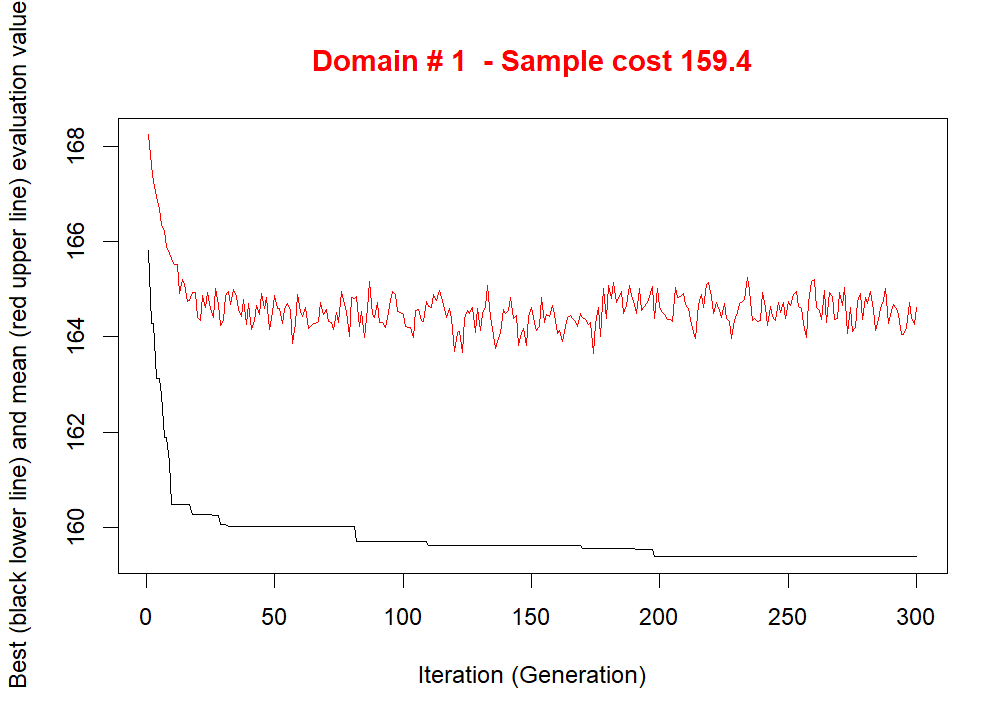 Domain # 1  - Sample cost 159.4
Best (black lower line) and mean (red upper line) evaluation value
168
166
164
162
160
0 50 100 150 200 250 300
Iteration (Generation)